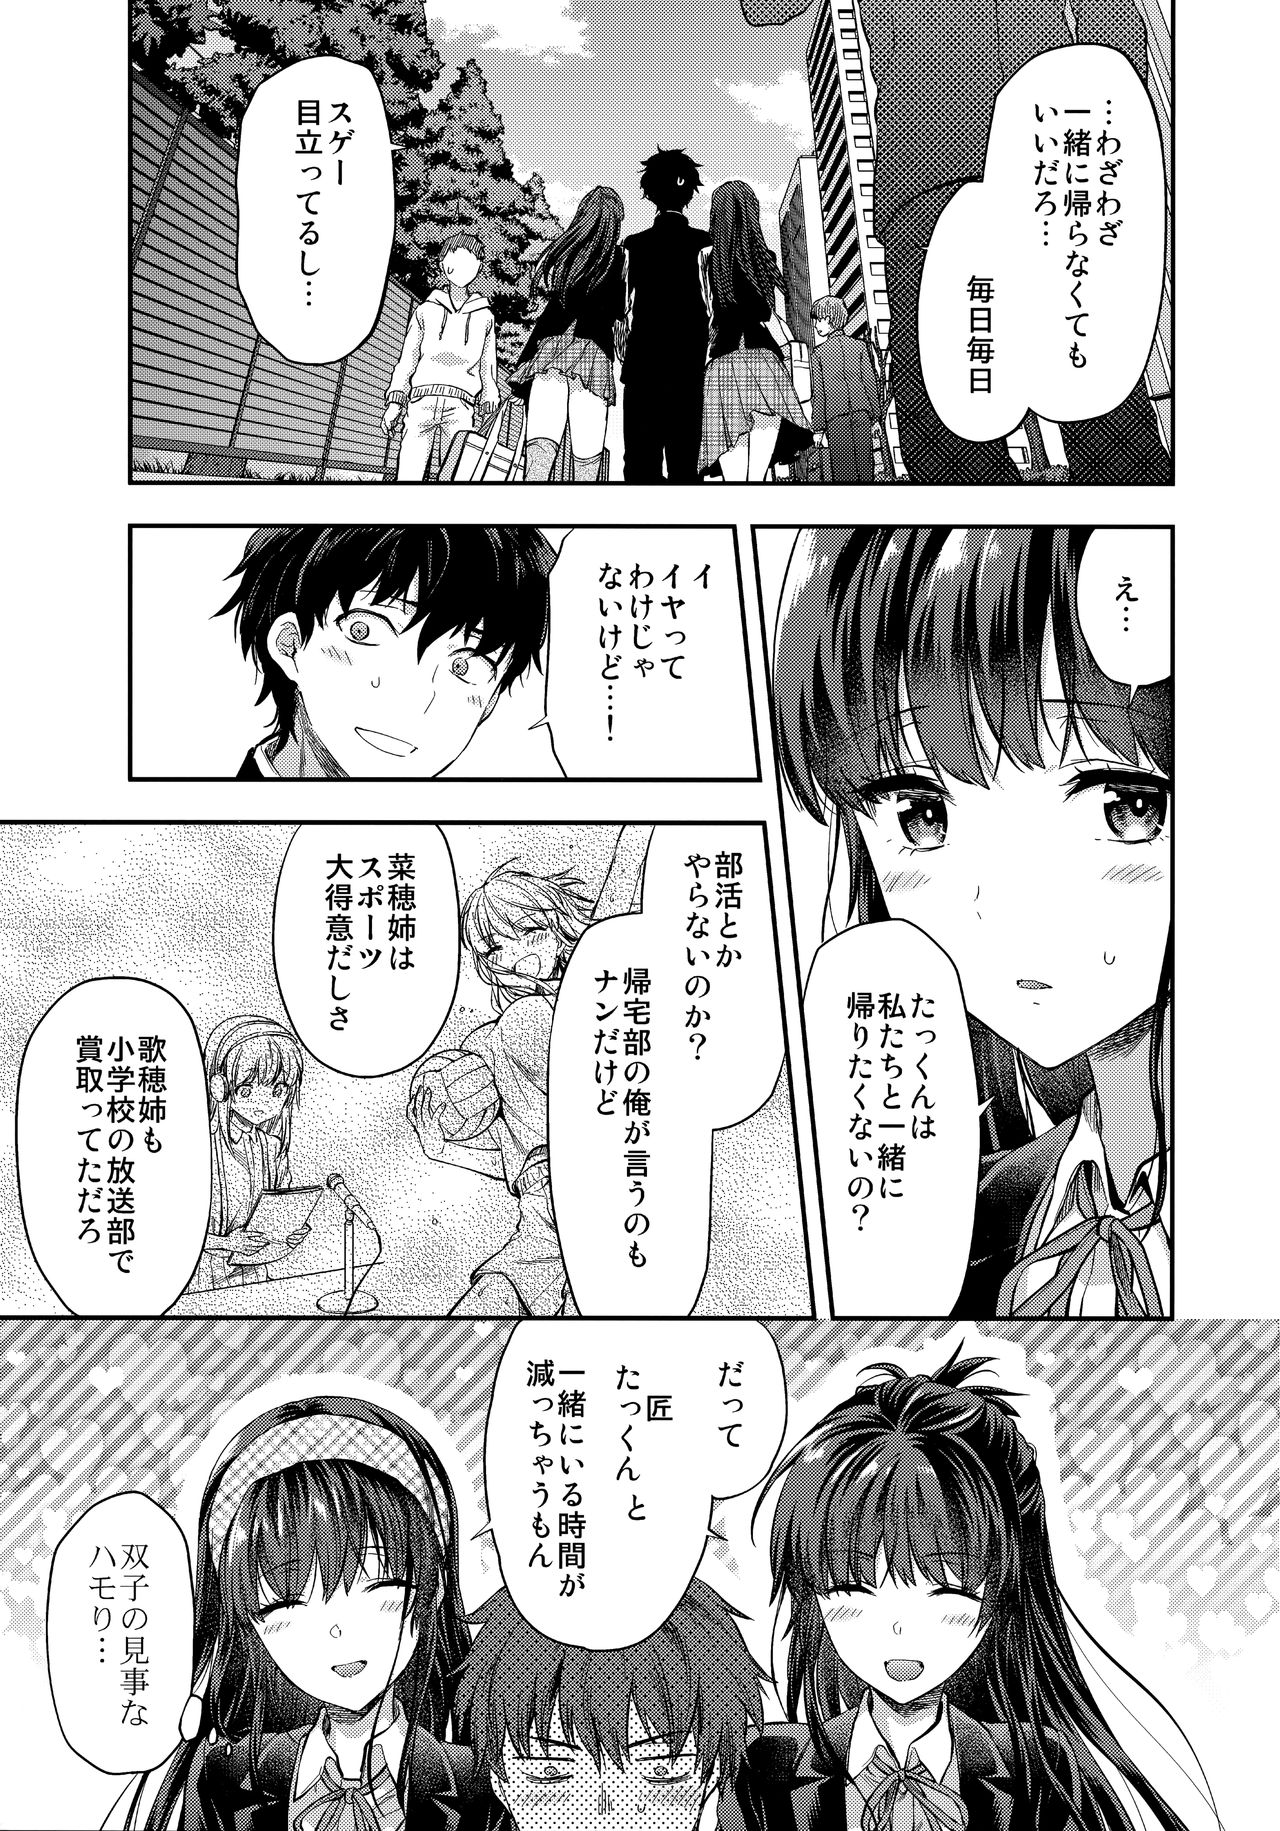 …わざわざ
一緒に帰らなくても
いいだろ…
毎日毎日
スゲー
目立ってるし…
え…
たっくんは
私たちと一緒に
帰りたくないの？
イ
イヤって
わけじゃ
ないけど…！
部活とか
やらないのか？
帰宅部の俺が言うのも
ナンだけど
菜穂姉は
スポーツ
大得意だしさ
歌穂姉も
小学校の放送部で
賞取ってただろ
だって
匠
たっくんと
一緒にいる時間が
減っちゃうもん
双子の見事な
ハモり…